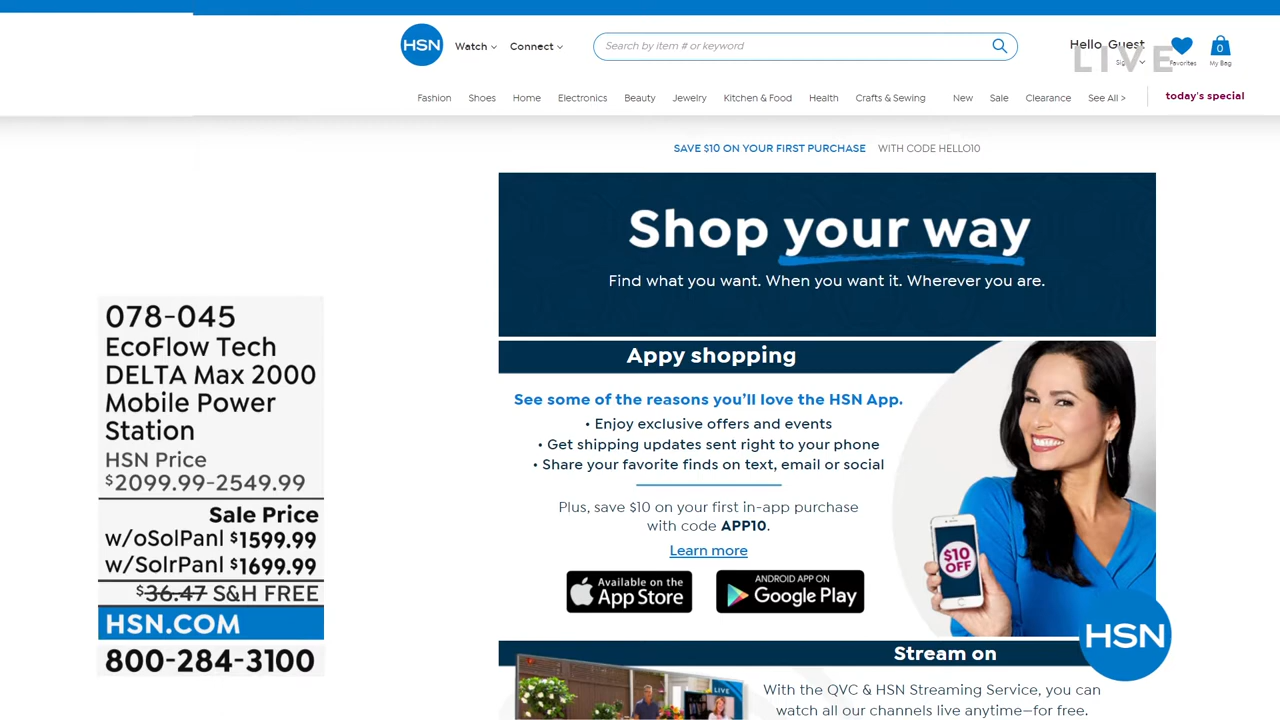 HSN
Watch
Connect
Search by item # or keyword
Hello, Guest
LIVE
Favorites
0
My Bag
Fashion Shoes Home Electronics Beauty Jewelry Kitchen & Food Health Crafts & Sewing New Sale Clearance See All > today's special
SAVE $10 ON YOUR FIRST PURCHASE WITH CODE HELLO10
Shop your way
Find what you want. When you want it. Wherever you are.
Appy shopping
See some of the reasons you'll love the HSN App.
• Enjoy exclusive offers and events
• Get shipping updates sent right to your phone
• Share your favorite finds on text, email or social
Plus, save $10 on your first in-app purchase
with code APP10.
Learn more
Available on the
App Store
ANDROID APP ON
Google Play
$10
OFF
HSN
Stream on
LIVE
With the QVC & HSN Streaming Service, you can
watch all our channels live anytime—for free.
078-045
EcoFlow Tech
DELTA Max 2000
Mobile Power
Station
HSN Price
$2099.99-2549.99
Sale Price
w/oSolPanl $1599.99
w/SolrPanl $1699.99
$36.47 S&H FREE
HSN.COM
800-284-3100